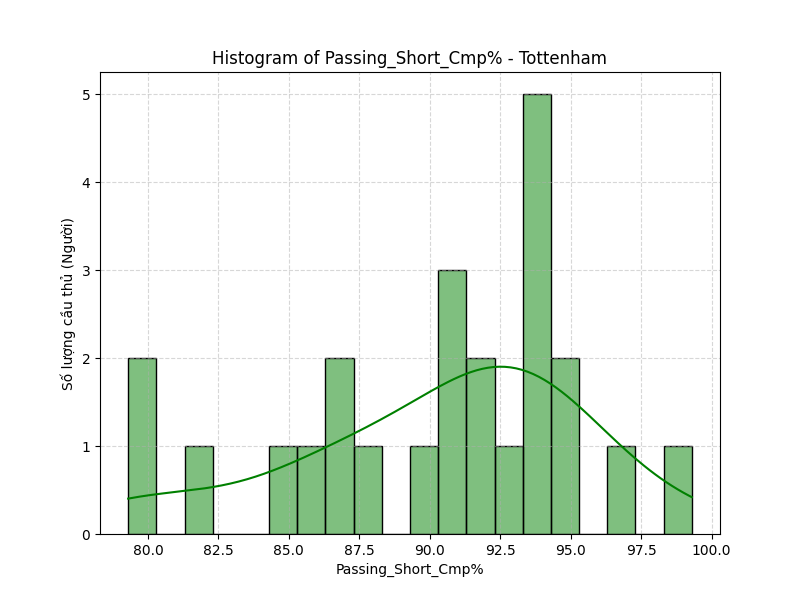 Histogram of Passing_Short_Cmp% - Tottenham
Số lượng cầu thủ (Người)
5
4
3
2
1
0
80.0 82.5 85.0 87.5 90.0 92.5 95.0 97.5 100.0
Passing_Short_Cmp%